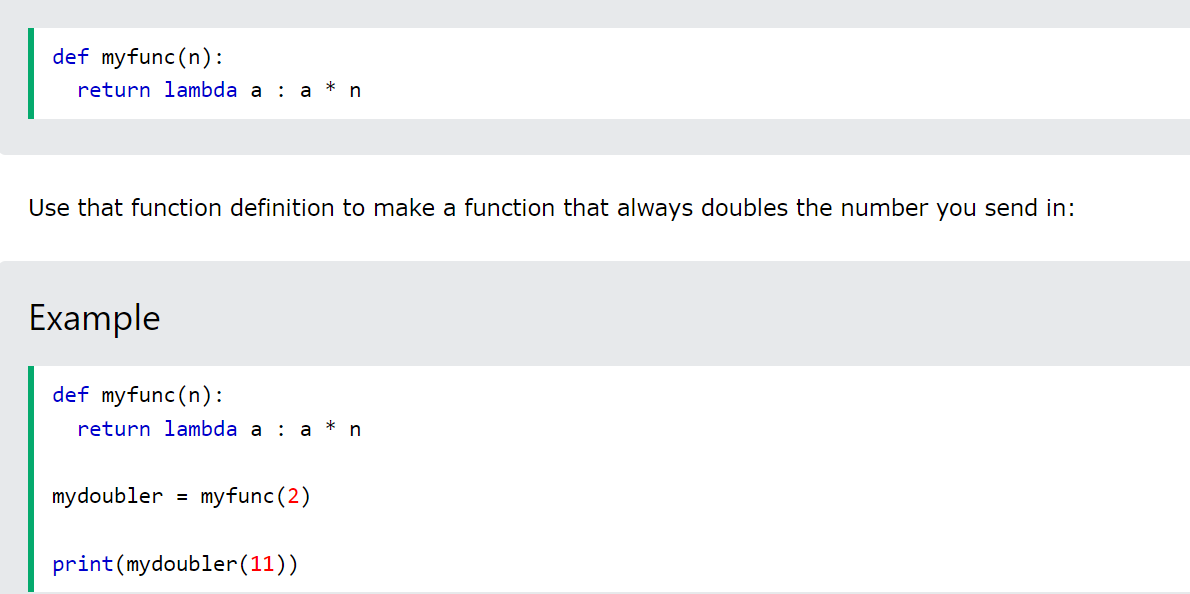 def myfunc(n):
  return lambda a : a * n
Use that function definition to make a function that always doubles the number you send in:
Example
def myfunc(n):
  return lambda a : a * n
mydoubler = myfunc(2)
print(mydoubler(11))